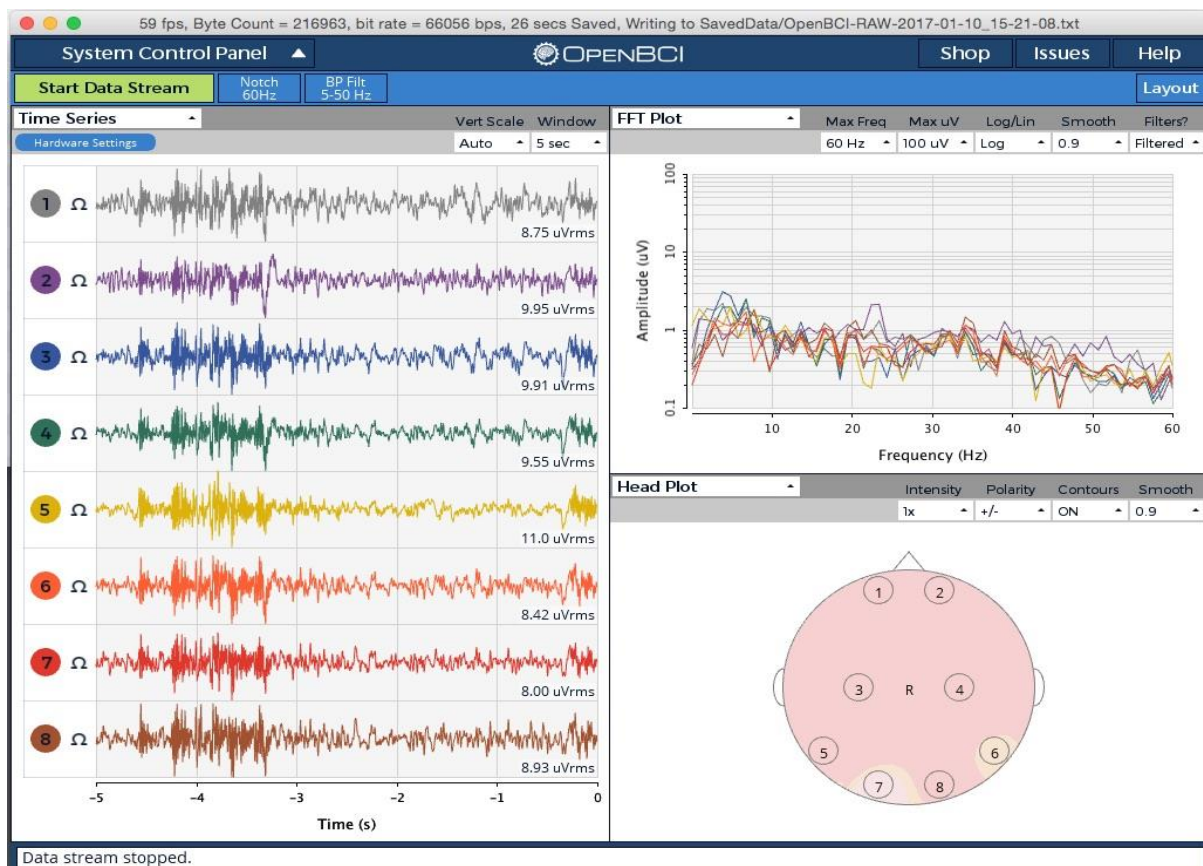 59 fps, Byte Count = 216963, bit rate = 66056 bps, 26 secs Saved, Writing to SavedData/OpenBCI-RAW-2017-01-10_15-21-08.txt
System Control Panel OPENBCI Shop Issues Help
Start Data Stream Notch 60Hz BP Filt 5-50 Hz Layout
Time Series Vert Scale Window
Hardware Settings Auto 5 sec
1 Ω 8.75 uVrms
2 Ω 9.95 uVrms
3 Ω 9.91 uVrms
4 Ω 9.55 uVrms
5 Ω 11.0 uVrms
6 Ω 8.42 uVrms
7 Ω 8.00 uVrms
8 Ω 8.93 uVrms
-5 -4 -3 -2 -1 0
Time (s)
FFT Plot Max Freq Max uV Log/Lin Smooth Filters?
60 Hz 100 uV Log 0.9 Filtered
100
10
1
0.1
Amplitude (uV)
10 20 30 40 50 60
Frequency (Hz)
Head Plot Intensity Polarity Contours Smooth
1x +/- ON 0.9
1 2
3 R 4
5 6
7 8
Data stream stopped.